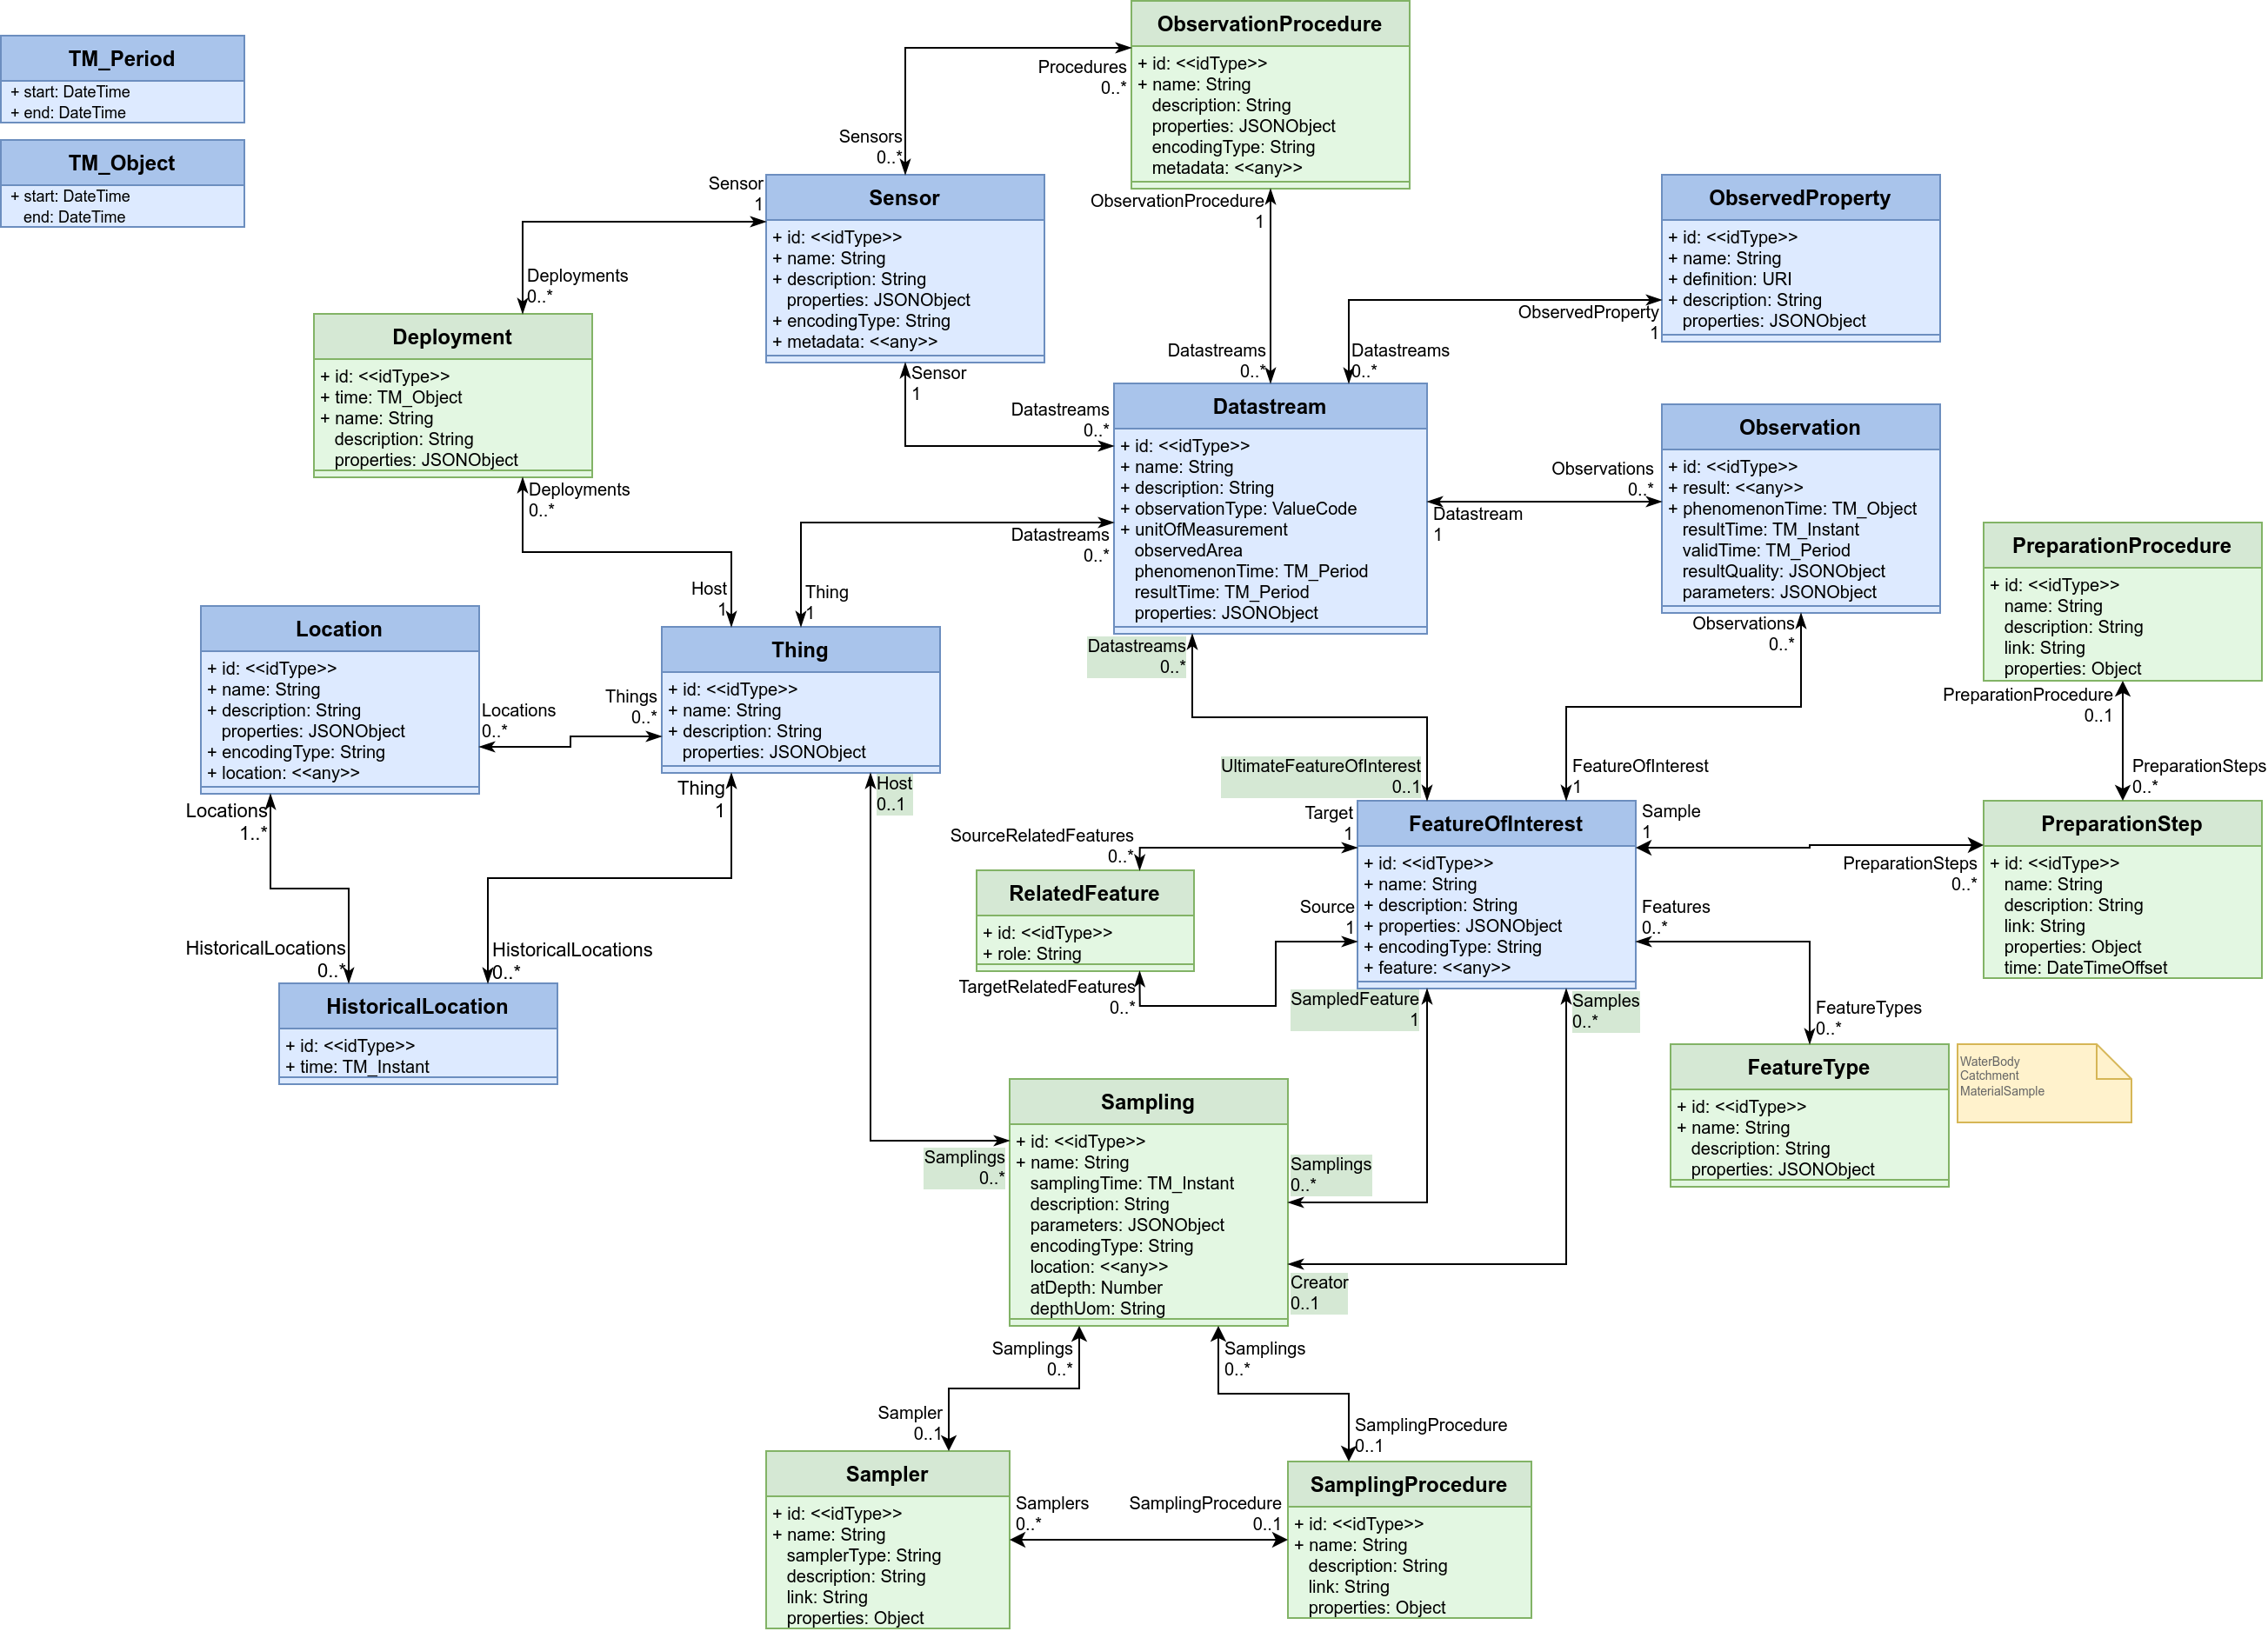 TM_Period
+ start: DateTime
+ end: DateTime
TM_Object
+ start: DateTime
end: DateTime
ObservationProcedure
+ id: <<idType>>
+ name: String
description: String
properties: JSONObject
encodingType: String
metadata: <<any>>
Procedures
0..*
Sensors
0..*
Sensor
1
Sensor
+ id: <<idType>>
+ name: String
+ description: String
properties: JSONObject
+ encodingType: String
+ metadata: <<any>>
ObservationProcedure
1
ObservedProperty
+ id: <<idType>>
+ name: String
+ definition: URI
+ description: String
properties: JSONObject
ObservedProperty
1
Deployments
0..*
Deployment
+ id: <<idType>>
+ time: TM_Object
+ name: String
description: String
properties: JSONObject
Deployments
0..*
Sensor
1
Datastreams
0..*
Datastreams
0..*
Datastreams
0..*
Datastream
+ id: <<idType>>
+ name: String
+ description: String
+ observationType: ValueCode
+ unitOfMeasurement
observedArea
phenomenonTime: TM_Period
resultTime: TM_Period
properties: JSONObject
Datastreams
0..*
Observations
0..*
Datastream
1
Observation
+ id: <<idType>>
+ result: <<any>>
+ phenomenonTime: TM_Object
resultTime: TM_Instant
validTime: TM_Period
resultQuality: JSONObject
parameters: JSONObject
Observations
0..*
PreparationProcedure
+ id: <<idType>>
name: String
description: String
link: String
properties: Object
PreparationProcedure
0..1
PreparationSteps
0..*
Host
1
Thing
1
Location
+ id: <<idType>>
+ name: String
+ description: String
properties: JSONObject
+ encodingType: String
+ location: <<any>>
Locations
0..*
Things
0..*
Thing
+ id: <<idType>>
+ name: String
+ description: String
properties: JSONObject
Locations
1..*
Thing
1
Host
0..1
Datastreams
0..*
UltimateFeatureOfInterest
0..1
FeatureOfInterest
1
Target
1
SourceRelatedFeatures
0..*
FeatureOfInterest
+ id: <<idType>>
+ name: String
+ description: String
+ properties: JSONObject
+ encodingType: String
+ feature: <<any>>
Sample
1
PreparationSteps
0..*
PreparationStep
+ id: <<idType>>
name: String
description: String
link: String
properties: Object
time: DateTimeOffset
RelatedFeature
+ id: <<idType>>
+ role: String
Source
1
TargetRelatedFeatures
0..*
Features
0..*
FeatureTypes
0..*
HistoricalLocations
0..*
HistoricalLocations
0..*
HistoricalLocation
+ id: <<idType>>
+ time: TM_Instant
SampledFeature
1
Samples
0..*
FeatureType
+ id: <<idType>>
+ name: String
description: String
properties: JSONObject
WaterBody
Catchment
MaterialSample
Sampling
+ id: <<idType>>
+ name: String
samplingTime: TM_Instant
description: String
parameters: JSONObject
encodingType: String
location: <<any>>
atDepth: Number
depthUom: String
Samplings
0..*
Samplings
0..*
Creator
0..1
Samplings
0..*
Samplings
0..*
Sampler
0..1
SamplingProcedure
0..1
Sampler
+ id: <<idType>>
+ name: String
samplerType: String
description: String
link: String
properties: Object
Samplers
0..*
SamplingProcedure
0..1
SamplingProcedure
+ id: <<idType>>
+ name: String
description: String
link: String
properties: Object